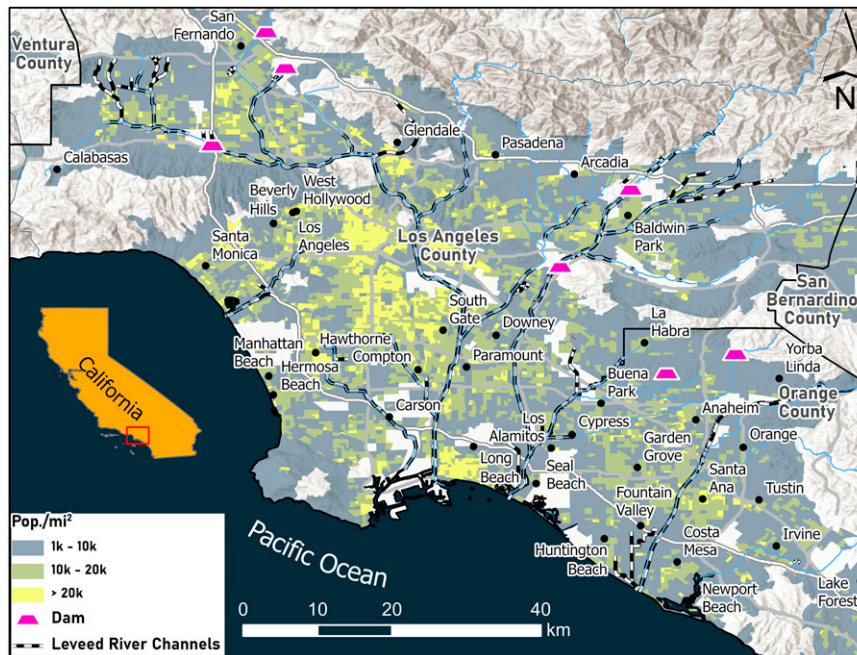 San
Fernando
Ventura
County
N
Glendale
Pasadena
Calabasas
Arcadia
West
Hollywood
Beverly
Hills
Los
Angeles
Baldwin
Park
Santa
Monica
Los Angeles
County
San
Bernardino
County
South
Gate
La
Habra
Downey
Manhattan
Beach
Hawthorne
Compton
Hermosa
Beach
Paramount
Buena
Park
Yorba
Linda
Orange
County
California
Carson
Los
Alamitos
Cypress
Anaheim
Garden
Grove
Orange
Long
Beach
Seal
Beach
Santa
Ana
Tustin
Fountain
Valley
Irvine
Pacific Ocean
Huntington
Beach
Costa
Mesa
Newport
Beach
Lake
Forest
Pop./mi²
1k - 10k
10k - 20k
> 20k
Dam
Leveed River Channels
0 10 20 40
km